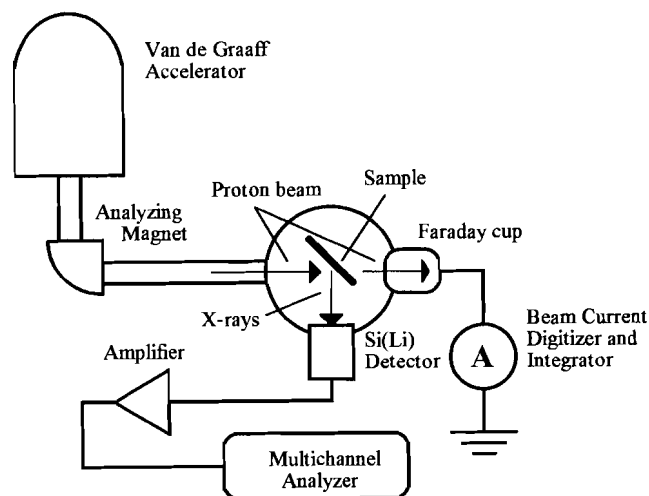 Van de Graaff
Accelerator
Proton beam
Sample
Analyzing
Magnet
Faraday cup
X-rays
Si(Li)
Detector
Beam Current
Digitizer and
Integrator
A
Amplifier
Multichannel
Analyzer